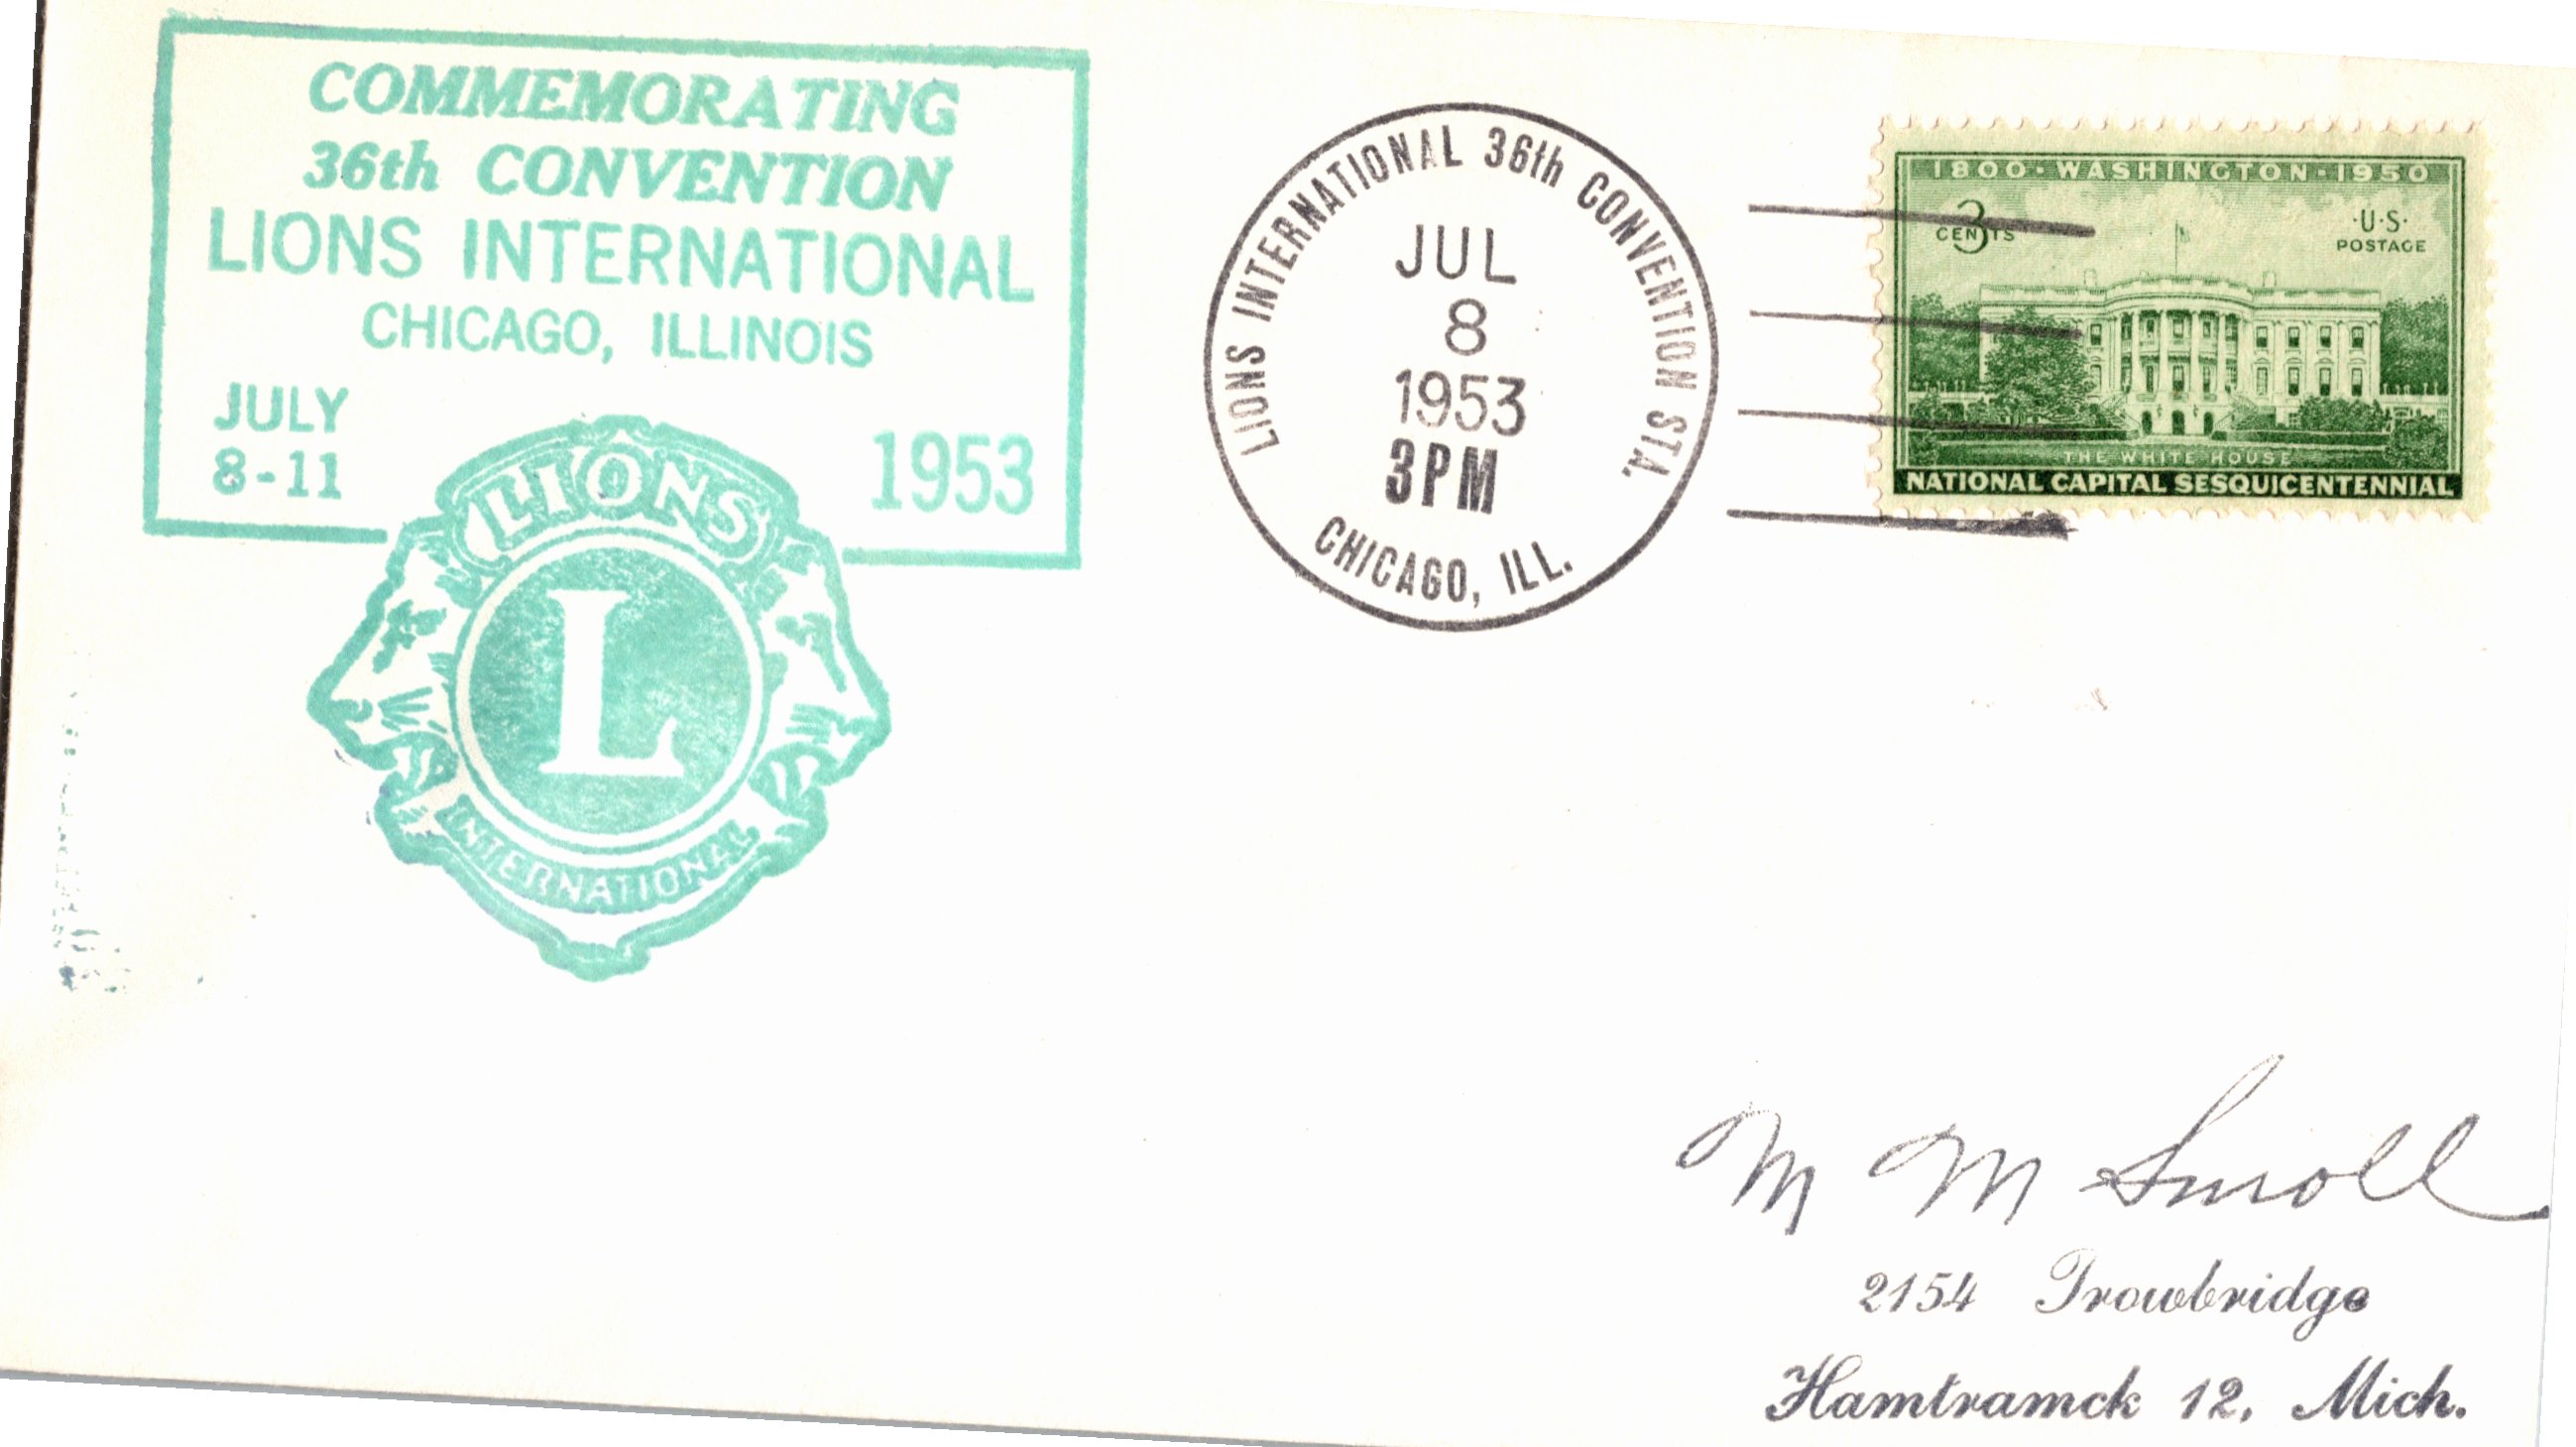 COMMEMORATING
36th CONVENTION
LIONS INTERNATIONAL
CHICAGO, ILLINOIS
JULY
8-11
1953
LIONS
L
INTERNATIONAL
LIONS INTERNATIONAL 36th CONVENTION STA.
JUL
8
1953
3PM
CHICAGO, ILL.
1800·WASHINGTON·1950
3 CENTS
·U·S·
POSTAGE
THE WHITE HOUSE
NATIONAL CAPITAL SESQUICENTENNIAL
M M Smoll
2154 Trowbridge
Hamtramck 12, Mich.